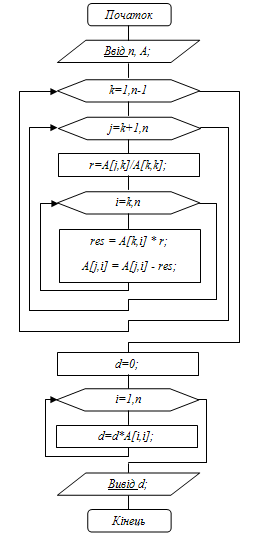 Початок
Ввід n, A;
k=1,n-1
j=k+1,n
r=A[j,k]/A[k,k];
i=k,n
res = A[k,i] * r;
A[j,i] = A[j,i] - res;
d=0;
i=1,n
d=d*A[i,i];
Вивід d;
Кінець